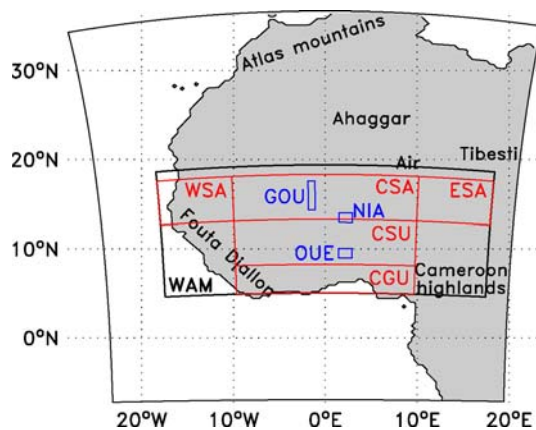 Atlas mountains
30°N
Ahaggar
20°N
Tibesti
Air
WSA
CSA
ESA
GOU
NIA
CSU
10°N
OUE
Fouta Djallon
WAM
CGU
Cameroon
highlands
0°N
20°W
10°W
0°E
10°E
20°E